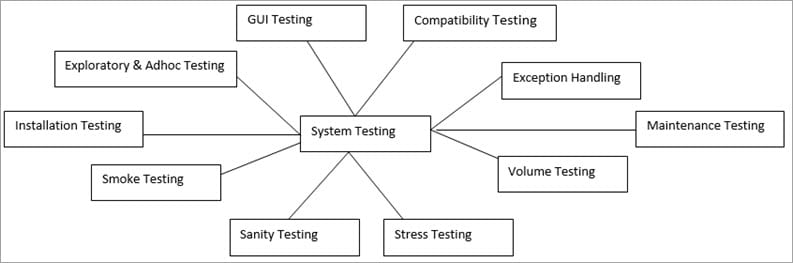 GUI Testing
Compatibility Testing
Exploratory & Adhoc Testing
Exception Handling
Installation Testing
System Testing
Maintenance Testing
Smoke Testing
Volume Testing
Sanity Testing
Stress Testing